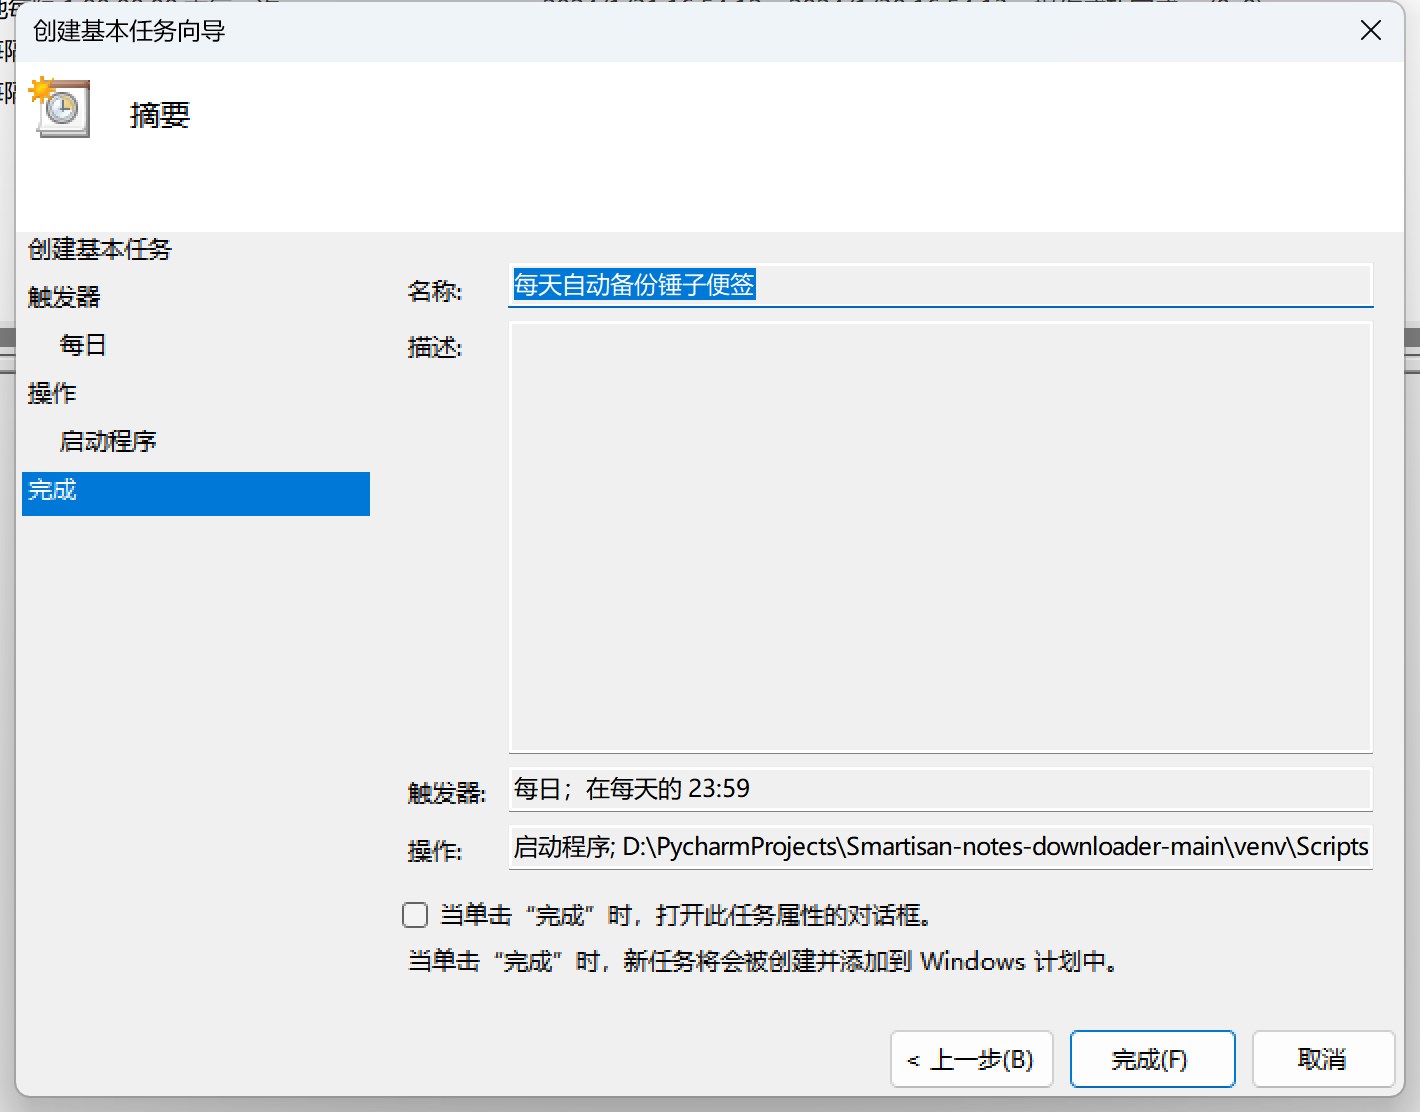 创建基本任务向导
摘要
创建基本任务
触发器
每日
操作
启动程序
完成
名称: 每天自动备份锤子便签
描述:
触发器: 每日；在每天的 23:59
操作: 启动程序; D:\PycharmProjects\Smartisan-notes-downloader-main\venv\Scripts
当单击“完成”时，打开此任务属性的对话框。
当单击“完成”时，新任务将会被创建并添加到 Windows 计划中。
< 上一步(B) 完成(F) 取消